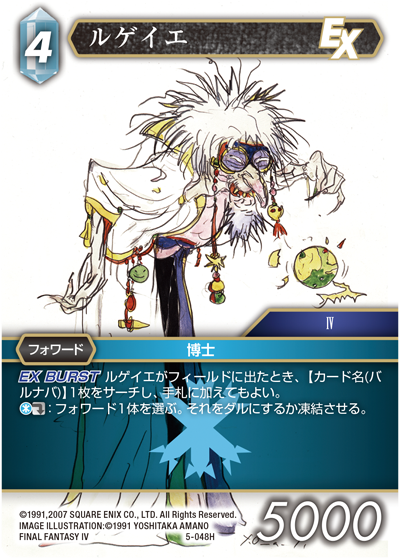 4
ルゲイエ
EX
IV
フォワード
博士
EX BURST ルゲイエがフィールドに出たとき、【カード名(バ
ルナバ)】1枚をサーチし、手札に加えてもよい。
:フォワード1体を選ぶ。それをダルにするか凍結させる。
©1991,2007 SQUARE ENIX CO., LTD. All Rights Reserved.
IMAGE ILLUSTRATION:©1991 YOSHITAKA AMANO
FINAL FANTASY IV 5-048H
5000